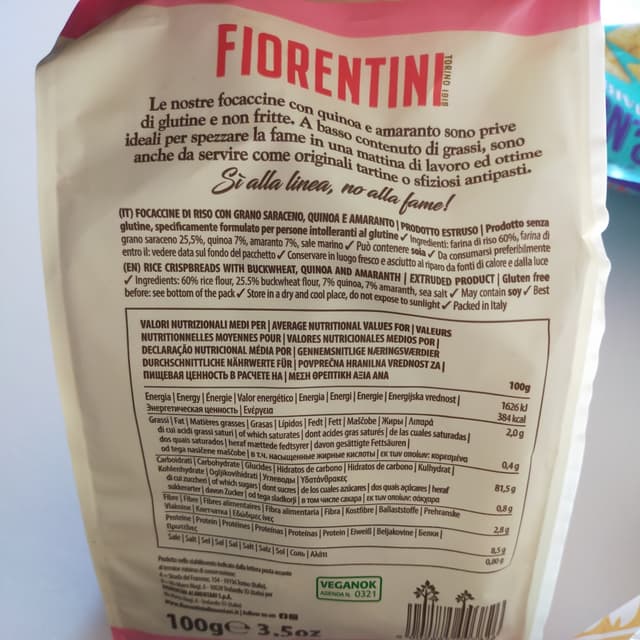 FIORENTINI
TORINO 1918
Le nostre focaccine con quinoa e amaranto sono prive
di glutine e non fritte. A basso contenuto di grassi, sono
ideali per spezzare la fame in una mattina di lavoro ed ottime
anche da servire come originali tartine o sfiziosi antipasti.
Sì alla linea, no alla fame!
(IT) FOCACCINE DI RISO CON GRANO SARACENO, QUINOA E AMARANTO | PRODOTTO ESTRUSO | Prodotto senza
glutine, specificamente formulato per persone intolleranti al glutine ✓ Ingredienti: farina di riso 60%, farina di
grano saraceno 25,5%, quinoa 7%, amaranto 7%, sale marino ✓ Può contenere soia ✓ Da consumarsi preferibilmente
entro il: vedere data sul fondo del pacchetto ✓ Conservare in luogo fresco e asciutto al riparo da fonti di calore e dalla luce
(EN) RICE CRISPBREADS WITH BUCKWHEAT, QUINOA AND AMARANTH | EXTRUDED PRODUCT | Gluten free
✓ Ingredients: 60% rice flour, 25.5% buckwheat flour, 7% quinoa, 7% amaranth, sea salt ✓ May contain soy ✓ Best
before: see bottom of the pack ✓ Store in a dry and cool place, do not expose to sunlight ✓ Packed in Italy
VALORI NUTRIZIONALI MEDI PER | AVERAGE NUTRITIONAL VALUES FOR | VALEURS
NUTRITIONNELLES MOYENNES POUR | VALORES NUTRICIONALES MEDIOS POR |
DECLARAÇÃO NUTRICIONAL MÉDIA POR | GENNEMSNITLIGE NÆRINGSVÆRDIER
DURCHSCHNITTLICHE NÄHRWERTE FÜR | POVPREČNA HRANILNA VREDNOST ZA |
ПИЩЕВАЯ ЦЕННОСТЬ В РАСЧЕТЕ НА | ΜΕΣΗ ΘΡΕΠΤΙΚΗ ΑΞΙΑ ΑΝΑ
100g
Energia | Energy | Énergie | Valor energético | Energia | Energi | Energie | Energijska vrednost |
Энергетическая ценность | Ενέργεια
1626 kJ
384 kcal
Grassi | Fat | Matières grasses | Grasas | Lípidos | Fedt | Fett | Maščobe | Жиры | Λιπαρά
2,0 g
di cui acidi grassi saturi | of which saturates | dont acides gras saturés | de las cuales saturadas |
dos quais saturados | heraf mættede fedtsyrer | davon gesättigte Fettsäuren |
od tega nasičene maščobe | в т.ч. насыщенные жирные кислоты | εκ των οποίων: κορεσμένα
0,4 g
Carboidrati | Carbohydrate | Glucides | Hidratos de carbono | Hidratos de carbono | Kulhydrat |
Kohlenhydrate | Ogljikovihidrati | Углеводы | Υδατάνθρακες
81,5 g
di cui zuccheri | of which sugars | dont sucres | de los cuales azúcares | dos quais açúcares | heraf
sukkerarter | davon Zucker | od tega sladkorji | в том числе сахара | εκ των οποίων: σάκχαρα
0,8 g
Fibre | Fibre | Fibres alimentaires | Fibra alimentaria | Fibra | Kostfibre | Ballaststoffe | Prehranske
Vlaknine | Клетчатка | Εδώδιμες ίνες
2,8 g
Proteine | Protein | Protéines | Proteínas | Proteínas | Protein | Eiweiß | Beljakovine | Белки |
Πρωτεΐνες
8,5 g
Sale | Salt | Sel | Sal | Sal | Salt | Salz | Sol | Соль | Αλάτι
0,80 g
VEGANOK
AZIENDA N. 0321
100g℮ 3.5oz